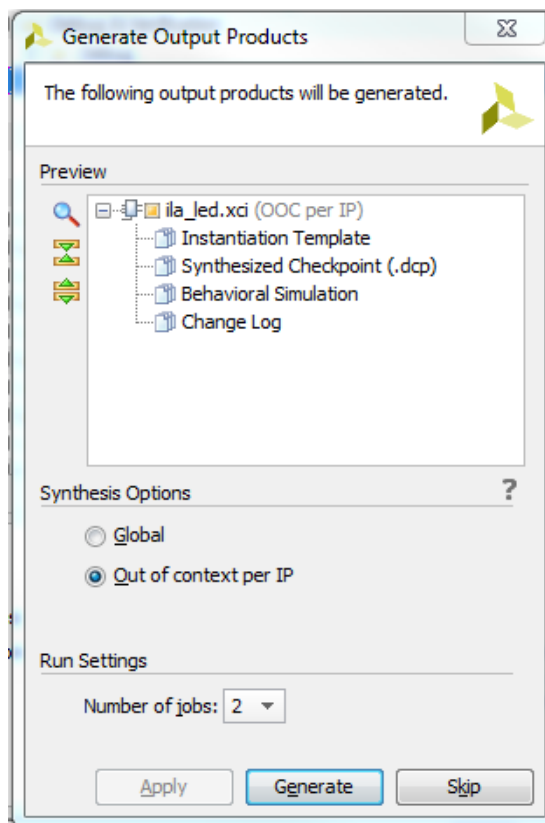 Generate Output Products
The following output products will be generated.
Preview
ila_led.xci (OOC per IP)
Instantiation Template
Synthesized Checkpoint (.dcp)
Behavioral Simulation
Change Log
Synthesis Options
?
Global
Out of context per IP
Run Settings
Number of jobs: 2
Apply Generate Skip